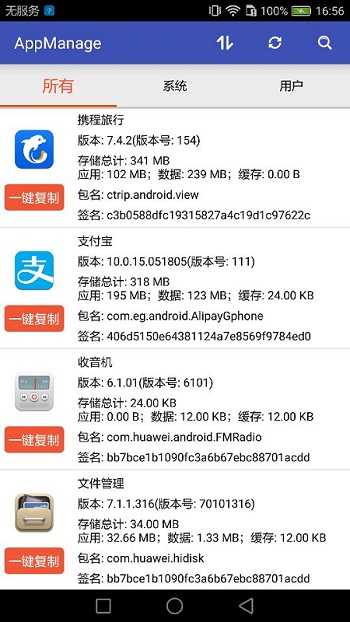 无服务 100% 16:56
AppManage
所有 系统 用户
携程旅行
版本: 7.4.2(版本号: 154)
存储总计: 341 MB
应用: 102 MB; 数据: 239 MB; 缓存: 0.00 B
一键复制
包名: ctrip.android.view
签名: c3b0588dfc19315827a4c19d1c97622c
支付宝
版本: 10.0.15.051805(版本号: 111)
存储总计: 318 MB
应用: 195 MB; 数据: 123 MB; 缓存: 24.00 KB
一键复制
包名: com.eg.android.AlipayGphone
签名: 406d5150e64381124a7e8569f9784ed0
收音机
版本: 6.1.01(版本号: 6101)
存储总计: 24.00 KB
应用: 0.00 B; 数据: 12.00 KB; 缓存: 12.00 KB
一键复制
包名: com.huawei.android.FMRadio
签名: bb7bce1b1090fc3a6b67ebc88701acdd
文件管理
版本: 7.1.1.316(版本号: 70101316)
存储总计: 34.00 MB
应用: 32.66 MB; 数据: 1.33 MB; 缓存: 12.00 KB
一键复制
包名: com.huawei.hidisk
签名: bb7bce1b1090fc3a6b67ebc88701acdd